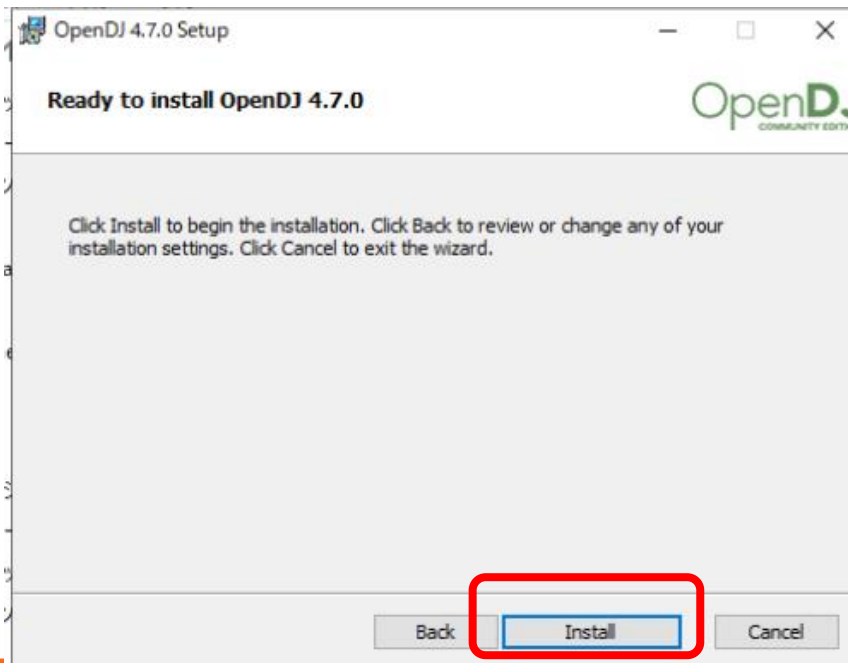 OpenDJ 4.7.0 Setup
Ready to install OpenDJ 4.7.0
OpenDJ
COMMUNITY EDITI
Click Install to begin the installation. Click Back to review or change any of your
installation settings. Click Cancel to exit the wizard.
Back
Install
Cancel